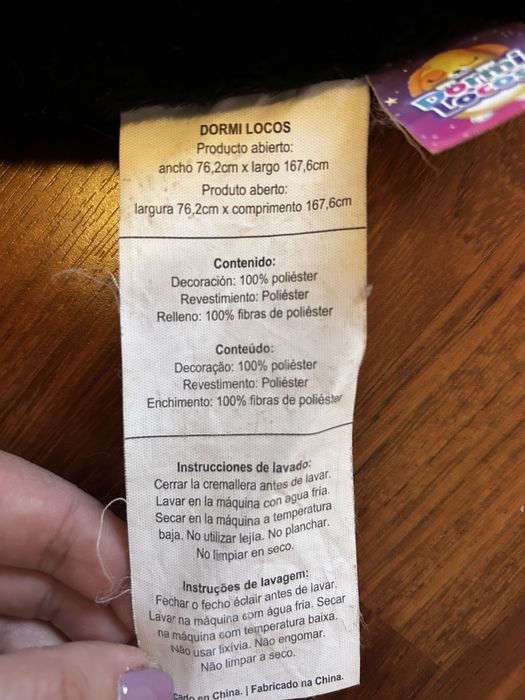 DORMI LOCOS
Producto abierto:
ancho 76,2cm x largo 167,6cm
Produto aberto:
largura 76,2cm x comprimento 167,6cm
Contenido:
Decoración: 100% poliéster
Revestimiento: Poliéster
Relleno: 100% fibras de poliéster
Conteúdo:
Decoração: 100% poliéster
Revestimento: Poliéster
Enchimento: 100% fibras de poliéster
Instrucciones de lavado:
Cerrar la cremallera antes de lavar.
Lavar en la máquina con agua fría.
Secar en la máquina a temperatura
baja. No utilizar lejía. No planchar.
No limpiar en seco.
Instruções de lavagem:
Fechar o fecho éclair antes de lavar.
Lavar na máquina com água fria. Secar
na máquina com temperatura baixa.
Não usar lixívia. Não engomar.
Não limpar a seco.
en China. | Fabricado na China.
Dormi
Locos